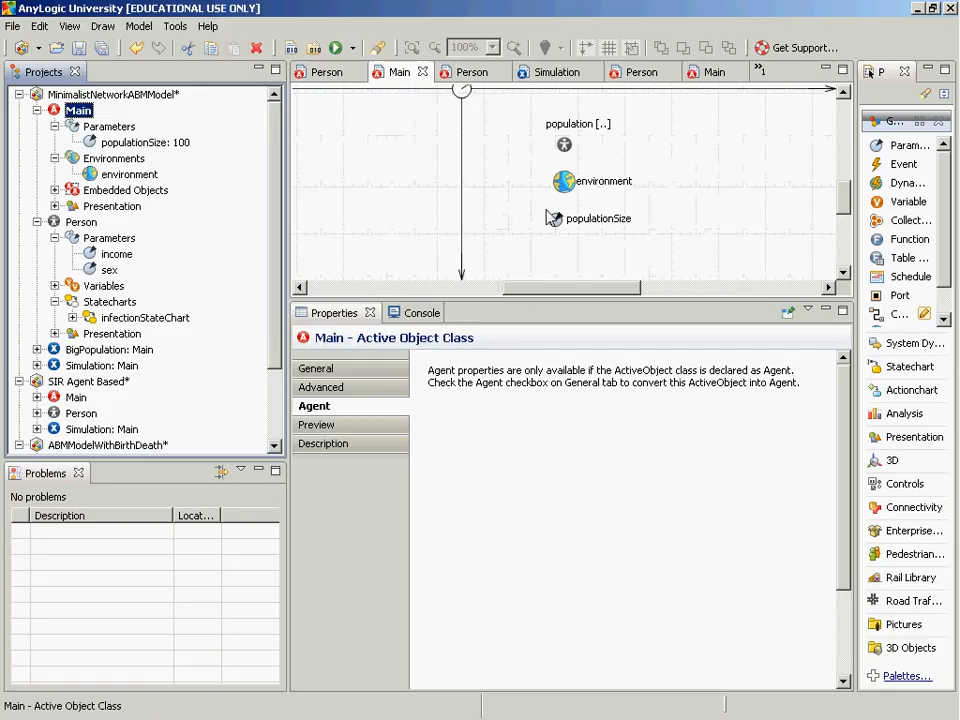 AnyLogic University [EDUCATIONAL USE ONLY]
File Edit View Draw Model Tools Help
100% Get Support...
Projects
MinimalistNetworkABMModel*
Main
Parameters
populationSize: 100
Environments
environment
Embedded Objects
Presentation
Person
Parameters
income
sex
Variables
Statecharts
infectionStateChart
Presentation
BigPopulation: Main
Simulation: Main
SIR Agent Based*
Main
Person
Simulation: Main
ABMModelWithBirthDeath*
Problems
No problems
Description Locat...
Person Main Person Simulation Person Main »1
population [..]
environment
populationSize
Properties Console
Main - Active Object Class
General
Advanced
Agent
Preview
Description
Agent properties are only available if the ActiveObject class is declared as Agent.
Check the Agent checkbox on General tab to convert this ActiveObject into Agent.
P
G...
Param...
Event
Dyna...
Variable
Collect...
Function
Table ...
Schedule
Port
C...
System Dy...
Statechart
Actionchart
Analysis
Presentation
3D
Controls
Connectivity
Enterprise...
Pedestrian...
Rail Library
Road Traf...
Pictures
3D Objects
Palettes...
Main - Active Object Class